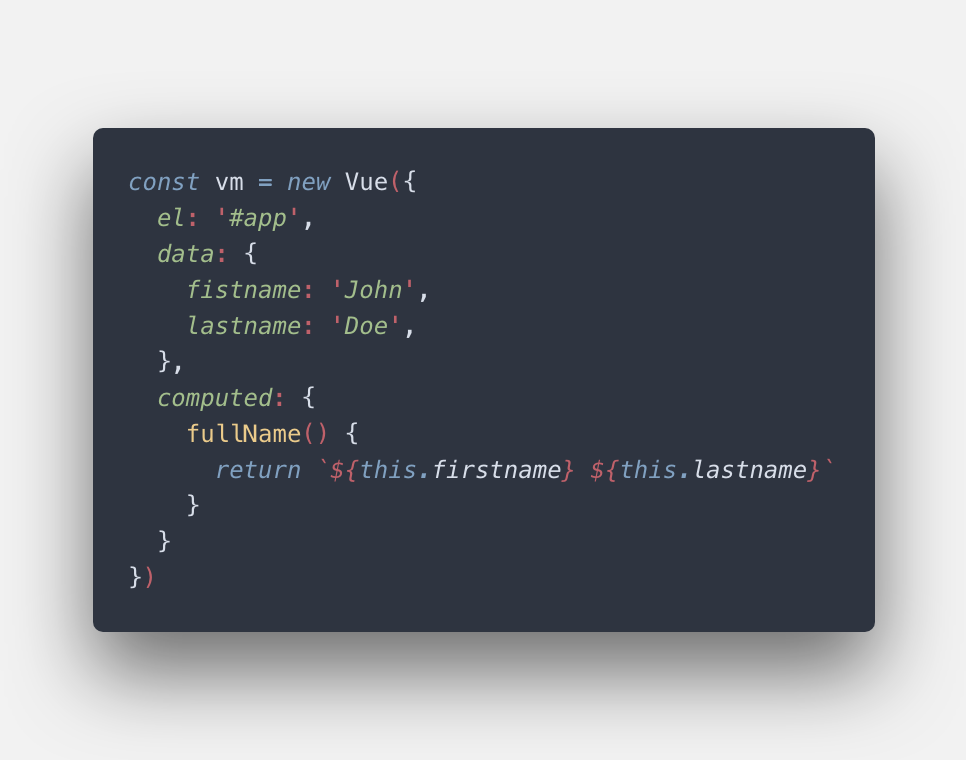 const vm = new Vue({
  el: '#app',
  data: {
    fistname: 'John',
    lastname: 'Doe',
  },
  computed: {
    fullName() {
      return `${this.firstname} ${this.lastname}`
    }
  }
})